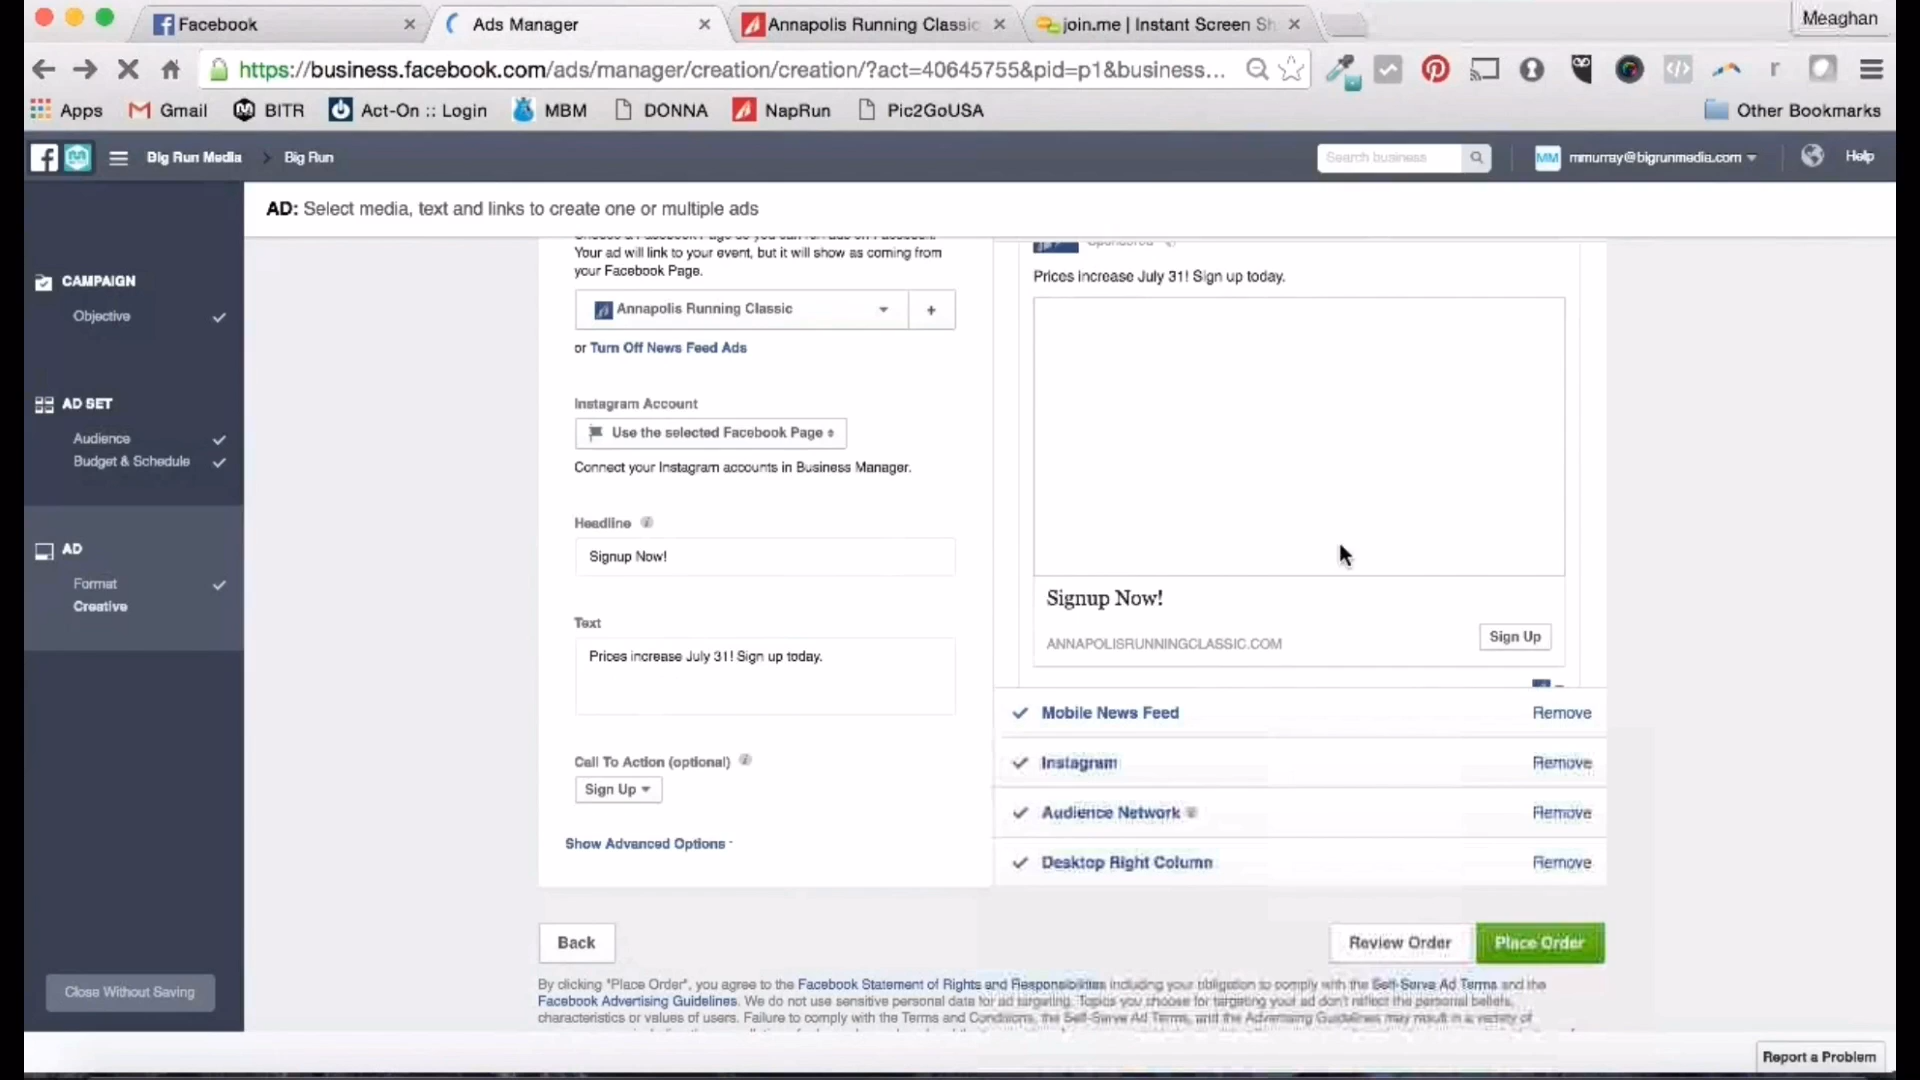 Facebook
Ads Manager
Annapolis Running Classic
join.me | Instant Screen Sh
Meaghan
https://business.facebook.com/ads/manager/creation/creation/?act=40645755&pid=p1&business...
Apps
Gmail
BITR
Act-On :: Login
MBM
DONNA
NapRun
Pic2GoUSA
Other Bookmarks
Big Run Media
Big Run
Search business
MM
mmurray@bigrunmedia.com
Help
AD: Select media, text and links to create one or multiple ads
CAMPAIGN
Objective
AD SET
Audience
Budget & Schedule
AD
Format
Creative
Close Without Saving
Your ad will link to your event, but it will show as coming from
your Facebook Page.
Annapolis Running Classic
+
or Turn Off News Feed Ads
Instagram Account
Use the selected Facebook Page
Connect your Instagram accounts in Business Manager.
Headline
Signup Now!
Text
Prices increase July 31! Sign up today.
Call To Action (optional)
Sign Up
Show Advanced Options
Sponsored
Prices increase July 31! Sign up today.
Signup Now!
ANNAPOLISRUNNINGCLASSIC.COM
Sign Up
Mobile News Feed
Remove
Instagram
Remove
Audience Network
Remove
Desktop Right Column
Remove
Back
Review Order
Place Order
By clicking "Place Order", you agree to the Facebook Statement of Rights and Responsibilities including your obligation to comply with the Self-Serve Ad Terms and the
Facebook Advertising Guidelines. We do not use sensitive personal data for ad targeting. Topics you choose for targeting your ad don't reflect the personal beliefs,
characteristics or values of users. Failure to comply with the Terms and Conditions, the Self-Serve Ad Terms, and the Advertising Guidelines may result in a variety of
Report a Problem